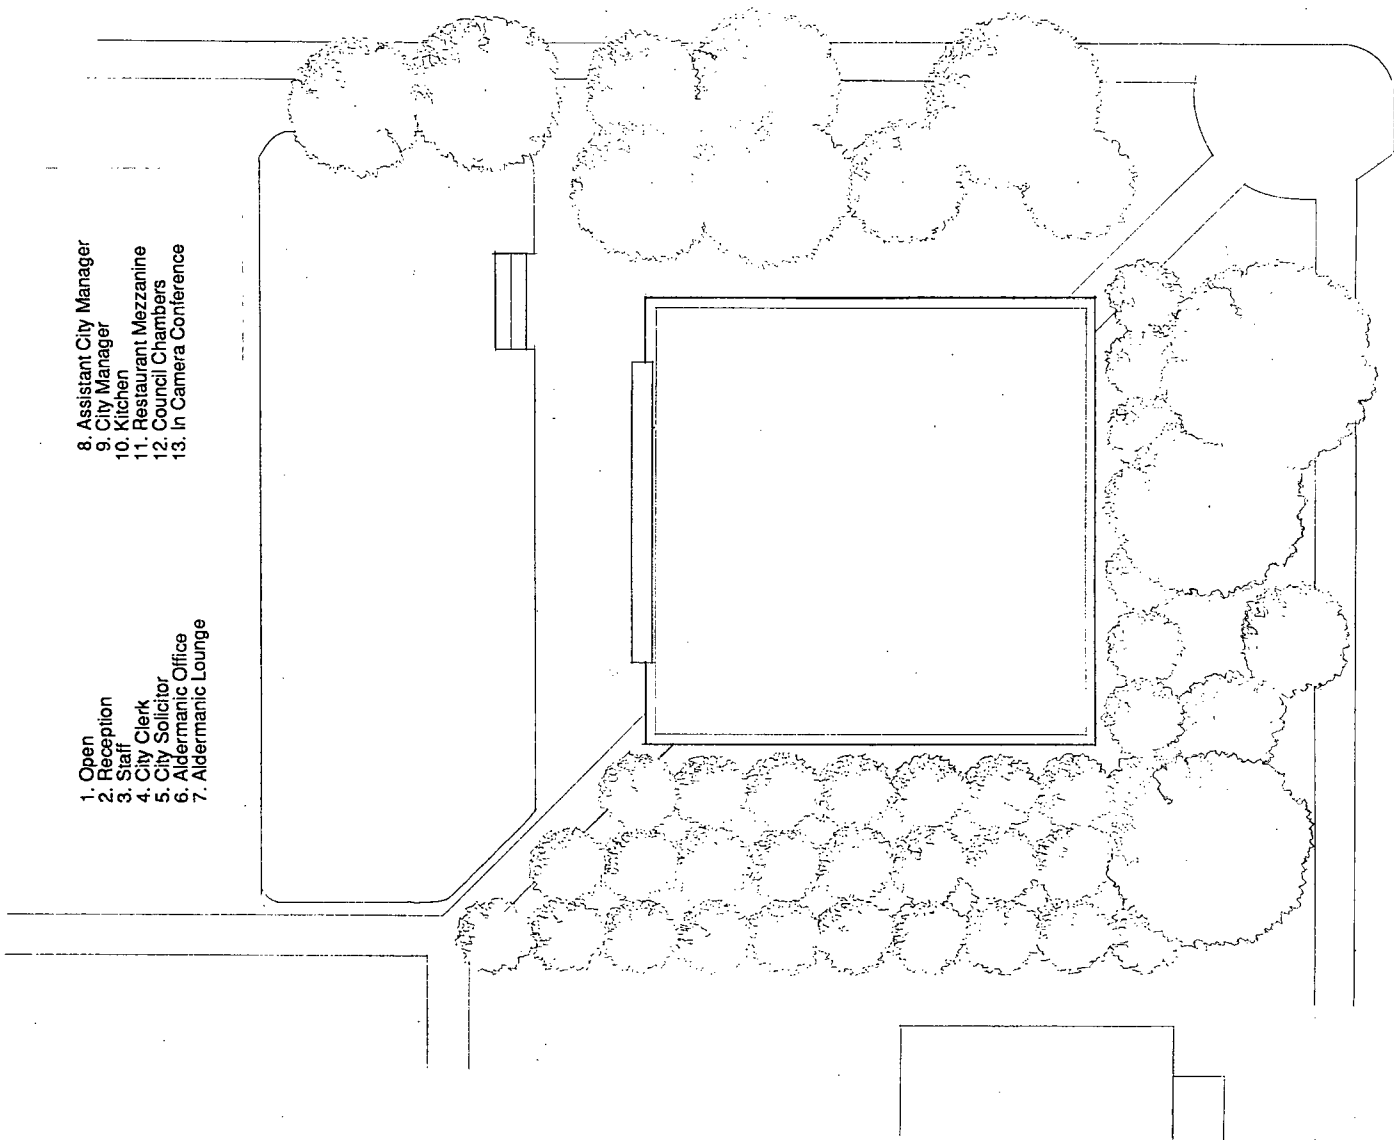 1. Open
2. Reception
3. Staff
4. City Clerk
5. City Solicitor
6. Aldermanic Office
7. Aldermanic Lounge
8. Assistant City Manager
9. City Manager
10. Kitchen
11. Restaurant Mezzanine
12. Council Chambers
13. In Camera Conference